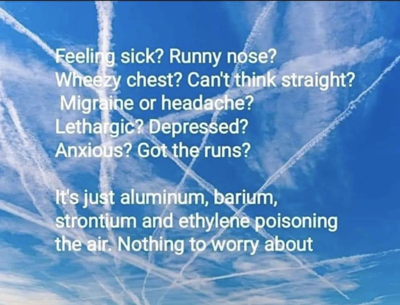 Feeling sick? Runny nose?
Wheezy chest? Can't think straight?
Migraine or headache?
Lethargic? Depressed?
Anxious? Got the runs?
It's just aluminum, barium,
strontium and ethylene poisoning
the air. Nothing to worry about